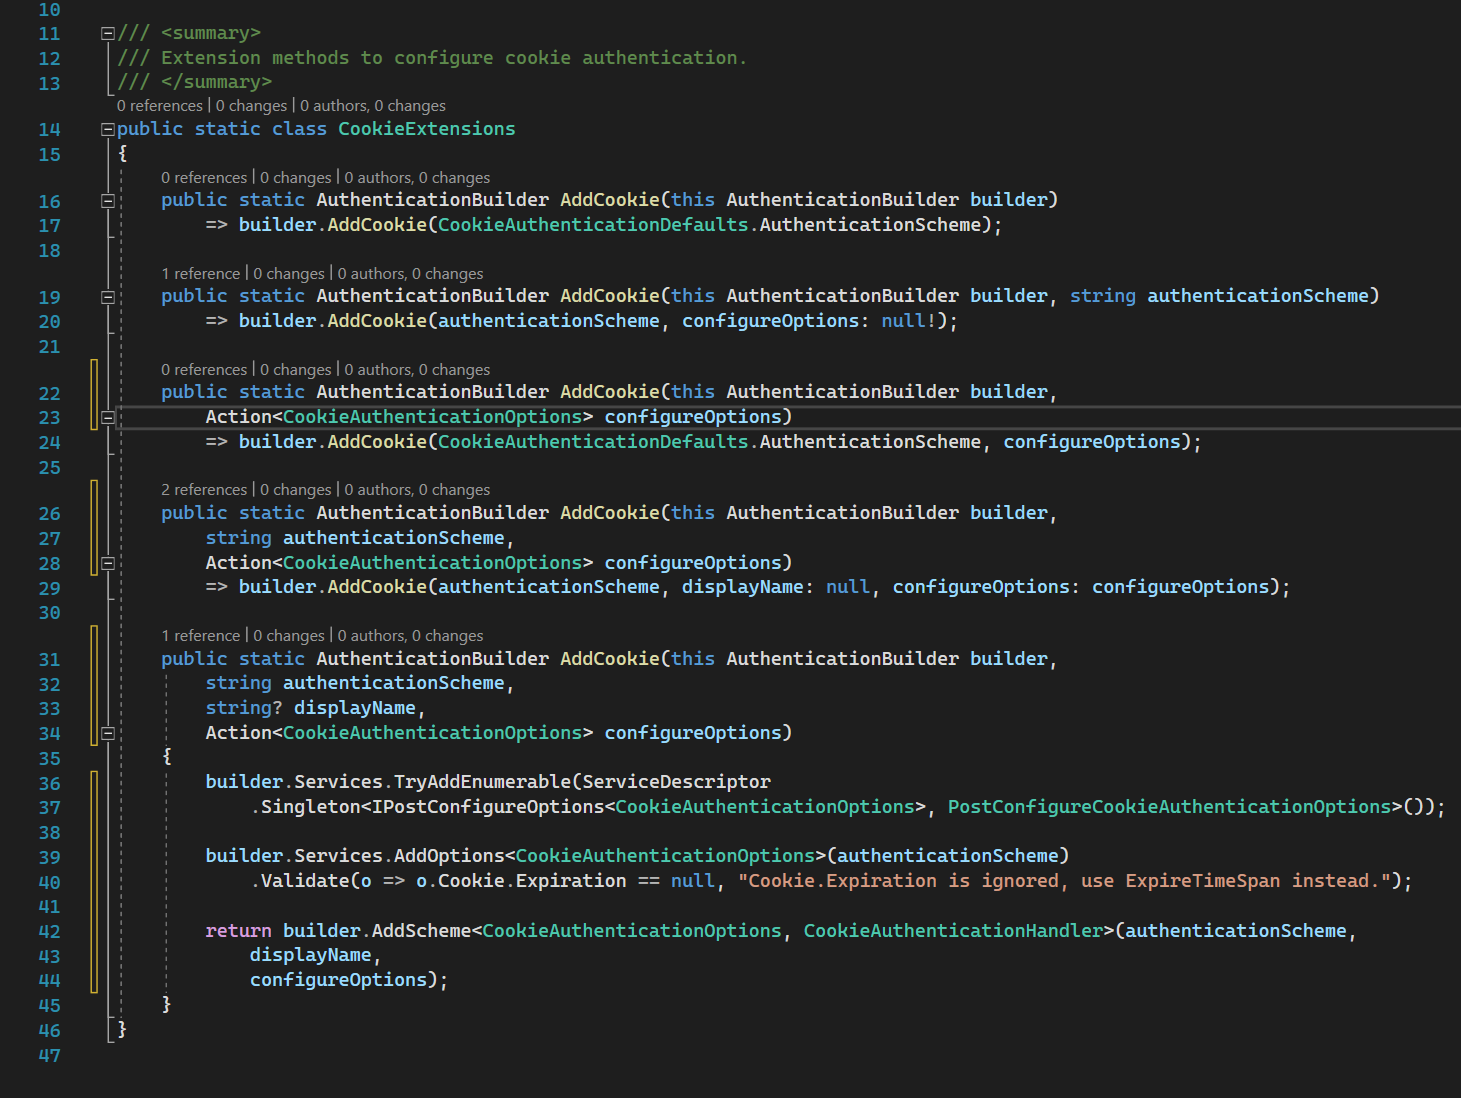 10
11 /// <summary>
12 /// Extension methods to configure cookie authentication.
13 /// </summary>
0 references | 0 changes | 0 authors, 0 changes
14 public static class CookieExtensions
15 {
0 references | 0 changes | 0 authors, 0 changes
16 public static AuthenticationBuilder AddCookie(this AuthenticationBuilder builder)
17 => builder.AddCookie(CookieAuthenticationDefaults.AuthenticationScheme);
18
1 reference | 0 changes | 0 authors, 0 changes
19 public static AuthenticationBuilder AddCookie(this AuthenticationBuilder builder, string authenticationScheme)
20 => builder.AddCookie(authenticationScheme, configureOptions: null!);
21
0 references | 0 changes | 0 authors, 0 changes
22 public static AuthenticationBuilder AddCookie(this AuthenticationBuilder builder,
23 Action<CookieAuthenticationOptions> configureOptions)
24 => builder.AddCookie(CookieAuthenticationDefaults.AuthenticationScheme, configureOptions);
25
2 references | 0 changes | 0 authors, 0 changes
26 public static AuthenticationBuilder AddCookie(this AuthenticationBuilder builder,
27 string authenticationScheme,
28 Action<CookieAuthenticationOptions> configureOptions)
29 => builder.AddCookie(authenticationScheme, displayName: null, configureOptions: configureOptions);
30
1 reference | 0 changes | 0 authors, 0 changes
31 public static AuthenticationBuilder AddCookie(this AuthenticationBuilder builder,
32 string authenticationScheme,
33 string? displayName,
34 Action<CookieAuthenticationOptions> configureOptions)
35 {
36 builder.Services.TryAddEnumerable(ServiceDescriptor
37 .Singleton<IPostConfigureOptions<CookieAuthenticationOptions>, PostConfigureCookieAuthenticationOptions>());
38
39 builder.Services.AddOptions<CookieAuthenticationOptions>(authenticationScheme)
40 .Validate(o => o.Cookie.Expiration == null, "Cookie.Expiration is ignored, use ExpireTimeSpan instead.");
41
42 return builder.AddScheme<CookieAuthenticationOptions, CookieAuthenticationHandler>(authenticationScheme,
43 displayName,
44 configureOptions);
45 }
46 }
47